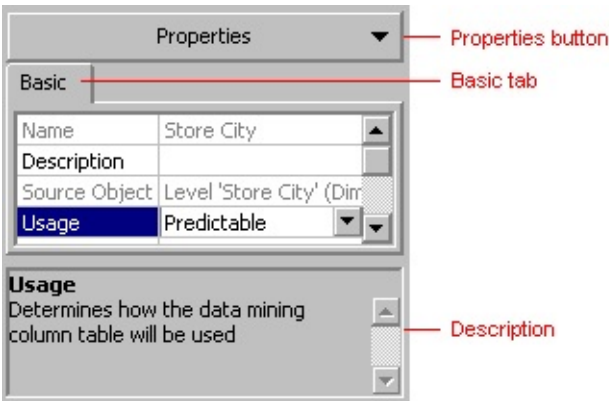 Properties
Properties button
Basic
Basic tab
Name Store City
Description
Source Object Level 'Store City' (Dim
Usage Predictable
Usage
Determines how the data mining
column table will be used
Description